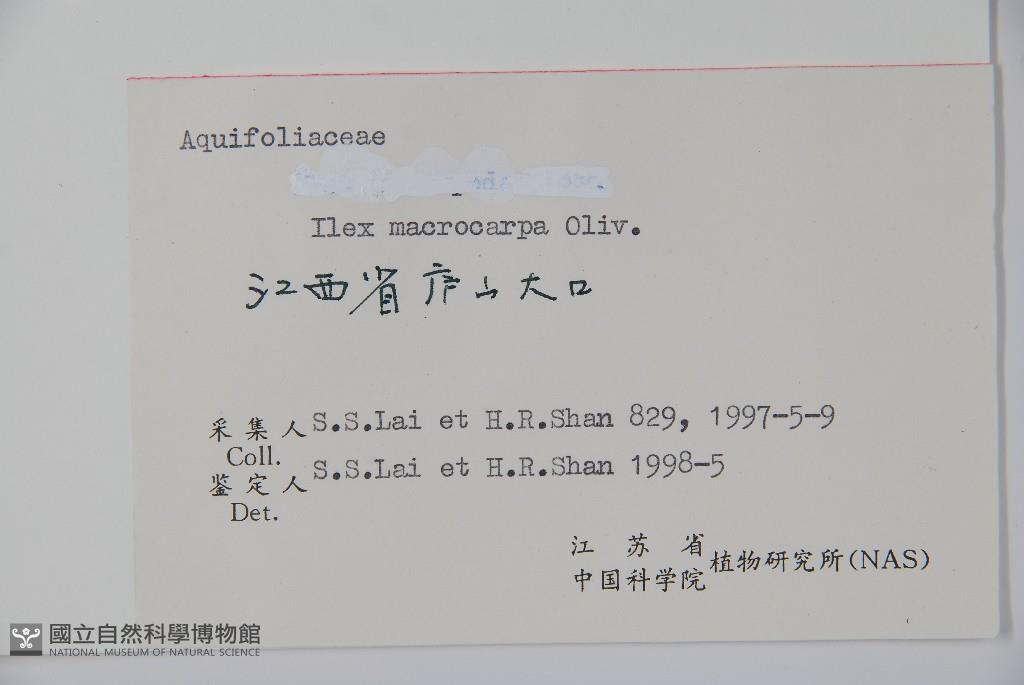 Aquifoliaceae
Ilex macrocarpa Oliv.
江西省庐山大口
采集人 S.S.Lai et H.R.Shan 829, 1997-5-9
Coll.
鉴定人 S.S.Lai et H.R.Shan 1998-5
Det.
江苏省
中国科学院 植物研究所(NAS)
國立自然科學博物館
NATIONAL MUSEUM OF NATURAL SCIENCE